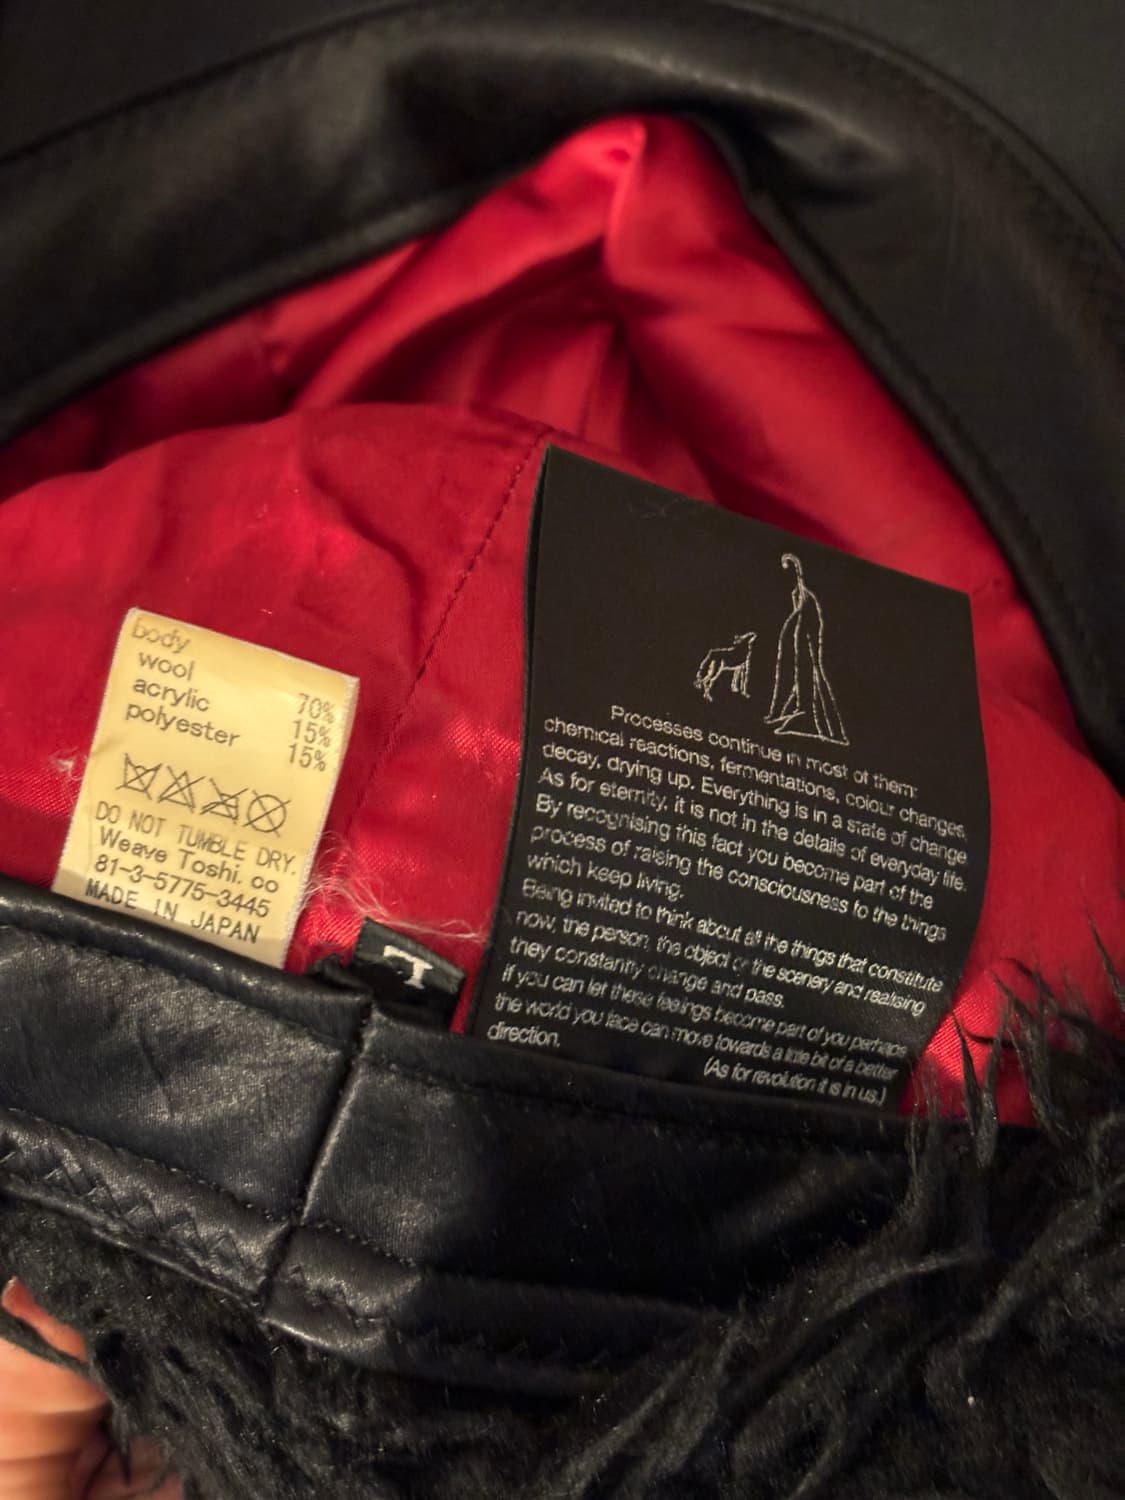 body
wool 70%
acrylic 15%
polyester 15%
DO NOT TUMBLE DRY.
Weave Toshi, co
81-3-5775-3445
MADE IN JAPAN
L
Processes continue in most of them:
chemical reactions, fermentations, colour changes,
decay, drying up. Everything is in a state of change.
As for eternity, it is not in the details of everyday life.
By recognising this fact you become part of the
process of raising the consciousness to the things
which keep living.
Being invited to think about all the things that constitute
now, the person, the object or the scenery and realising
they constantly change and pass.
If you can let these feelings become part of you perhaps
the world you face can move towards a little bit of a better
direction.
(As for revolution it is in us.)